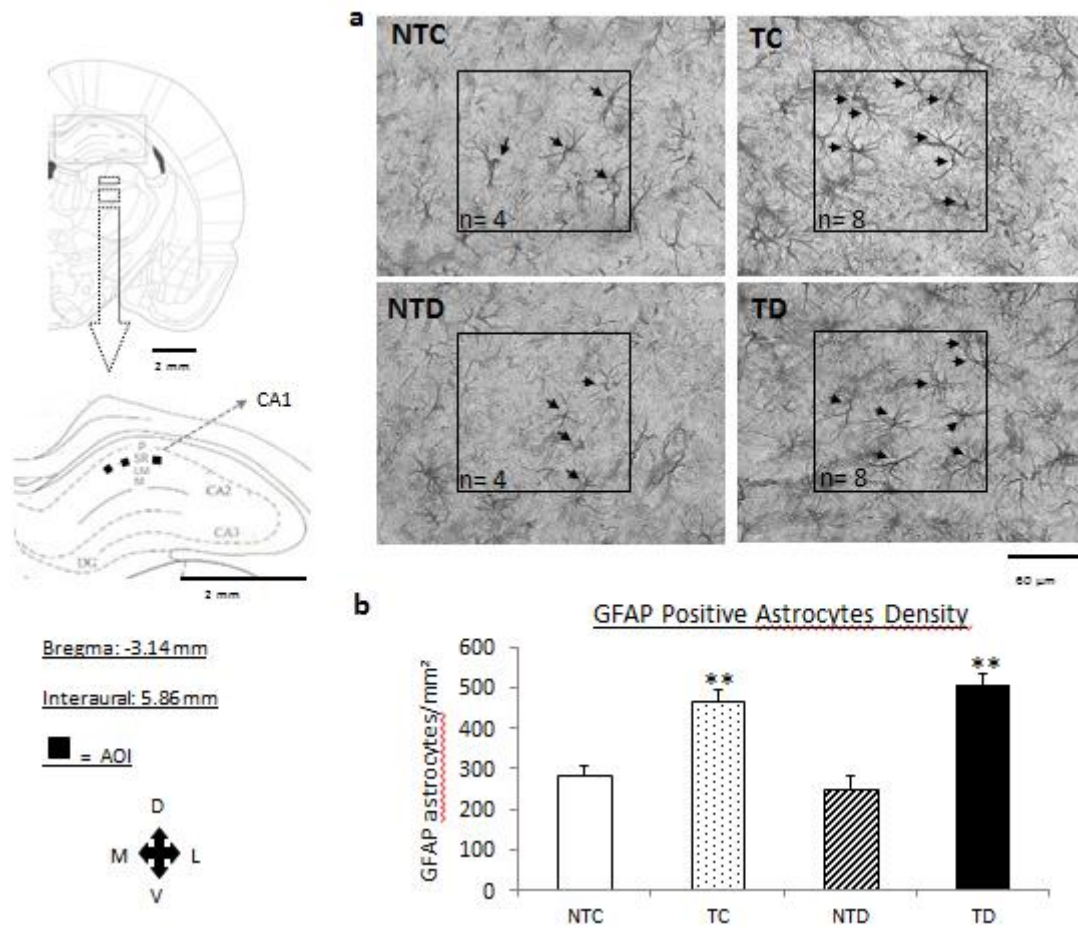 a
NTC
n= 4
TC
n= 8
NTD
n= 4
TD
n= 8
60 µm
2 mm
CA1
P
SR
LM
M
CA2
CA3
DG
2 mm
Bregma: -3.14 mm
Interaural: 5.86 mm
= AOI
D
M L
V
b
GFAP Positive Astrocytes Density
GFAP astrocytes/mm²
600
500
400
300
200
100
0
**
**
NTC TC NTD TD